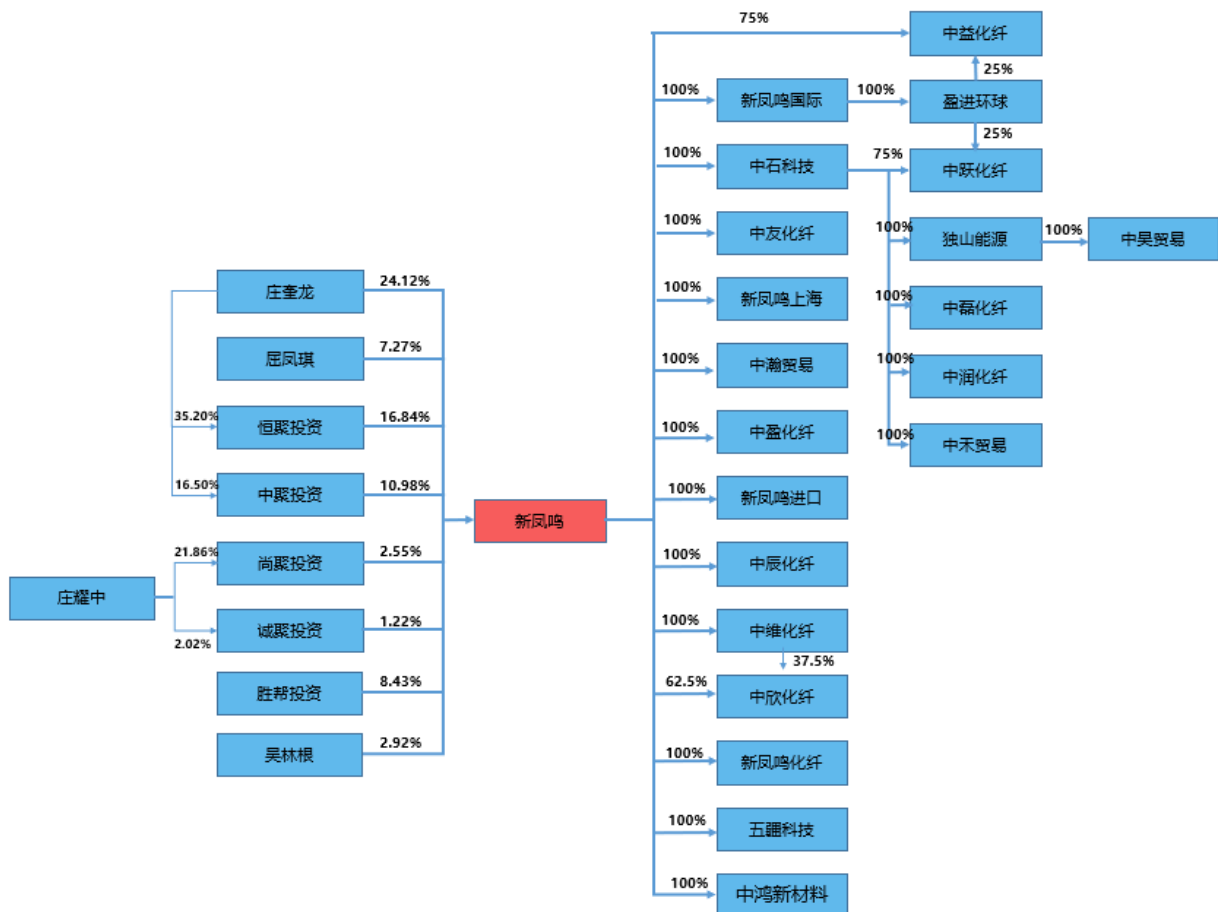 75%
中益化纤
25%
100%
新凤鸣国际
100%
盈进环球
25%
100%
中石科技
75%
中跃化纤
100%
中友化纤
100%
独山能源
100%
中昊贸易
庄奎龙
24.12%
100%
新凤鸣上海
100%
中磊化纤
屈凤琪
7.27%
100%
中瀚贸易
100%
中润化纤
35.20%
恒聚投资
16.84%
100%
中盈化纤
100%
中禾贸易
16.50%
中聚投资
10.98%
100%
新凤鸣进口
新凤鸣
21.86%
尚聚投资
2.55%
100%
中辰化纤
庄耀中
2.02%
诚聚投资
1.22%
100%
中维化纤
37.5%
胜帮投资
8.43%
62.5%
中欣化纤
吴林根
2.92%
100%
新凤鸣化纤
100%
五疆科技
100%
中鸿新材料